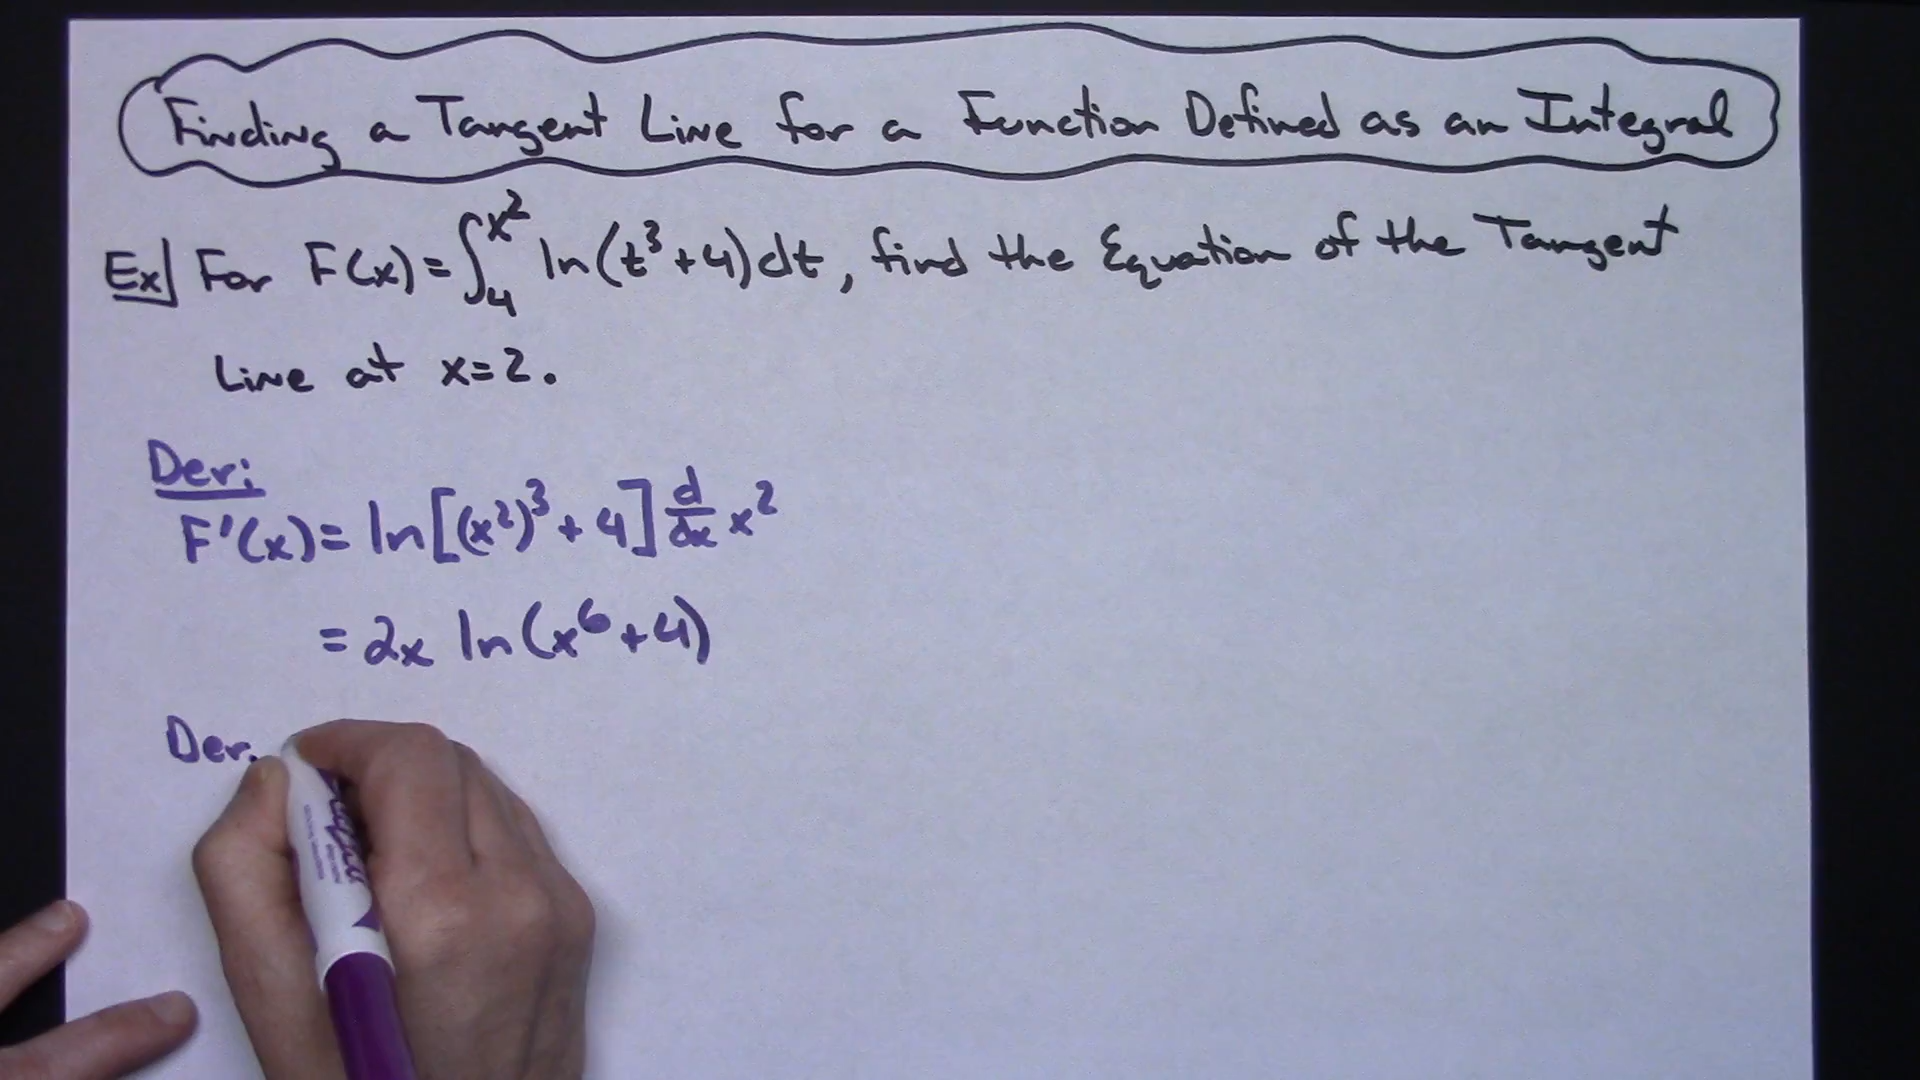 Finding a Tangent Line for a Function Defined as an Integral
Ex| For F(x) = ∫₄^x² ln(t³+4)dt, find the Equation of the Tangent
Line at x=2.
Der:
F'(x) = ln[(x²)³+4] d/dx x²
= 2x ln(x⁶+4)
Der.